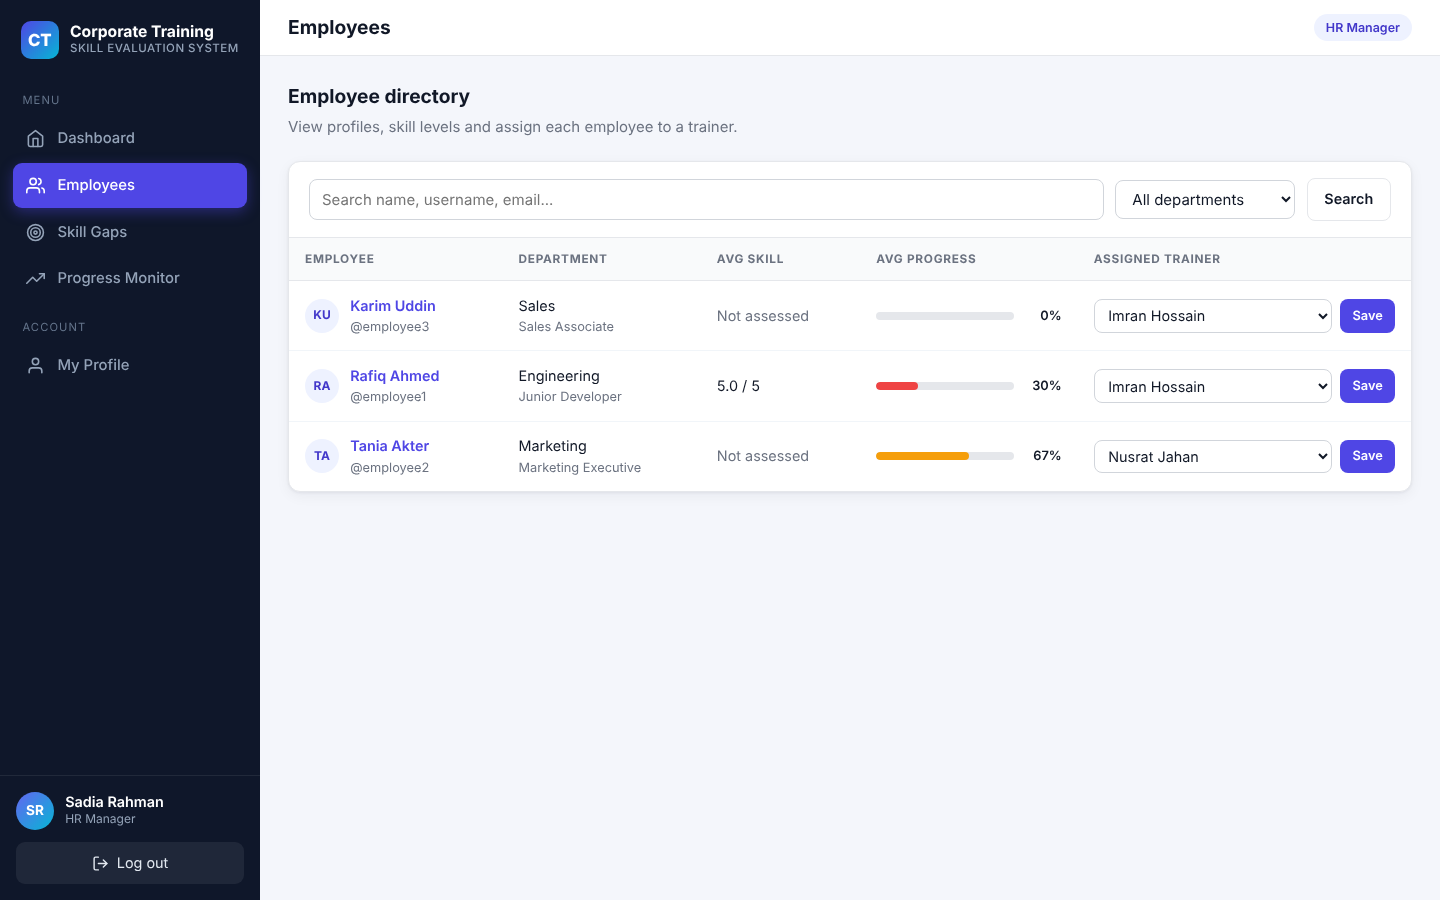 CT
Corporate Training
SKILL EVALUATION SYSTEM
MENU
Dashboard
Employees
Skill Gaps
Progress Monitor
ACCOUNT
My Profile
SR
Sadia Rahman
HR Manager
Log out
Employees
HR Manager
Employee directory
View profiles, skill levels and assign each employee to a trainer.
Search name, username, email...
All departments
Search
EMPLOYEE DEPARTMENT AVG SKILL AVG PROGRESS ASSIGNED TRAINER
KU Karim Uddin Sales Not assessed 0% Imran Hossain Save
@employee3 Sales Associate
RA Rafiq Ahmed Engineering 5.0 / 5 30% Imran Hossain Save
@employee1 Junior Developer
TA Tania Akter Marketing Not assessed 67% Nusrat Jahan Save
@employee2 Marketing Executive